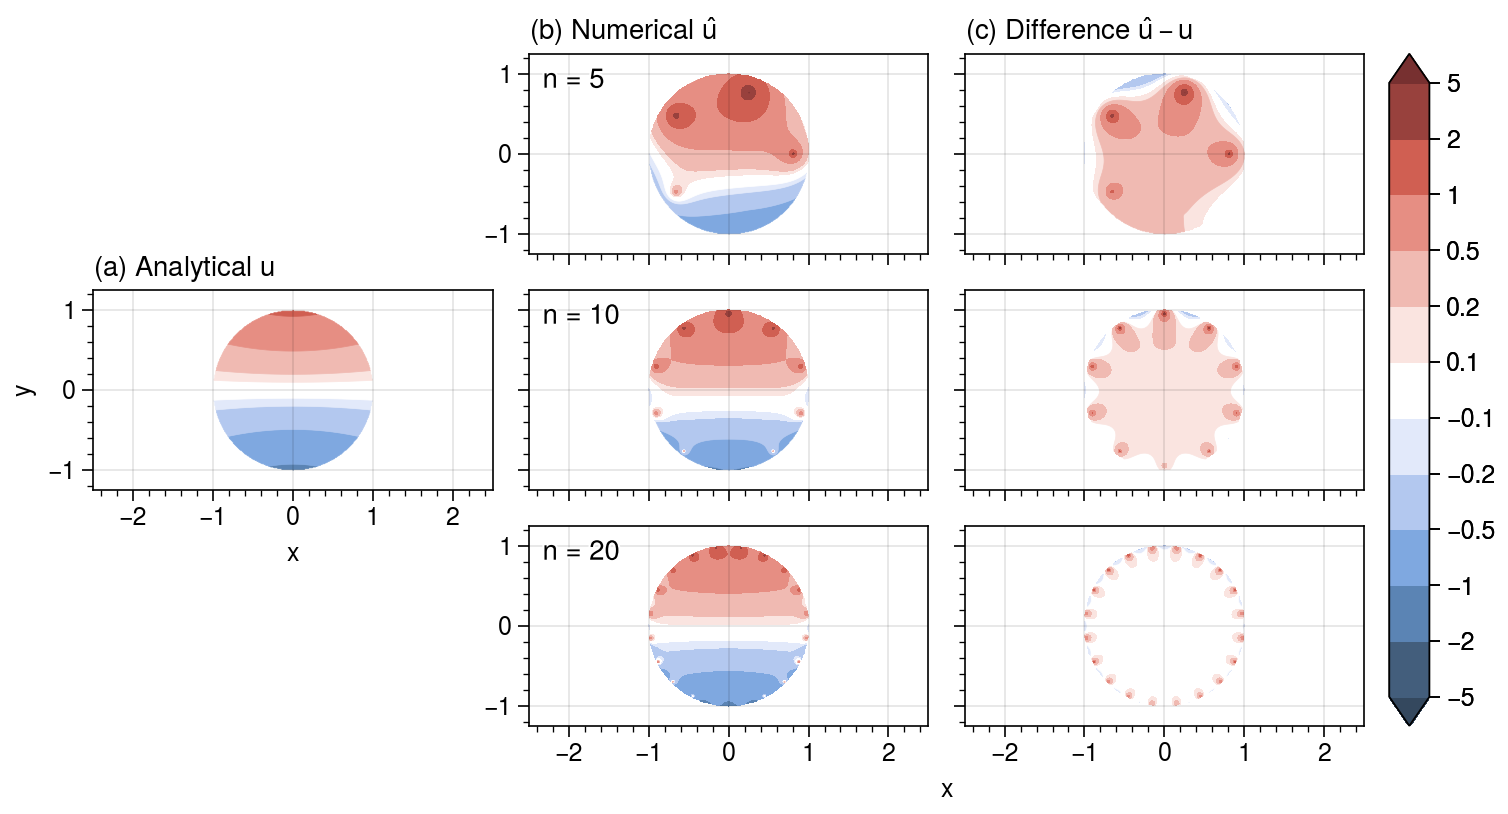 (b) Numerical û
(c) Difference û – u
n = 5
1
0
−1
(a) Analytical u
1
0
−1
y
−2 −1 0 1 2
x
n = 10
n = 20
1
0
−1
−2 −1 0 1 2
−2 −1 0 1 2
x
5
2
1
0.5
0.2
0.1
−0.1
−0.2
−0.5
−1
−2
−5